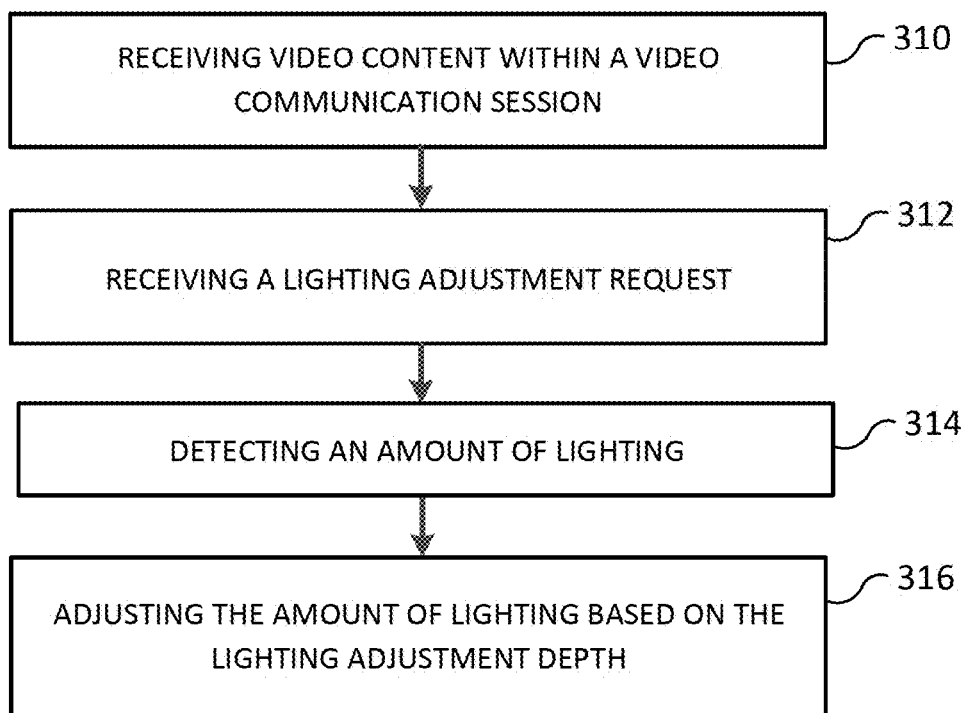 RECEIVING VIDEO CONTENT WITHIN A VIDEO
COMMUNICATION SESSION
310
RECEIVING A LIGHTING ADJUSTMENT REQUEST
312
DETECTING AN AMOUNT OF LIGHTING
314
ADJUSTING THE AMOUNT OF LIGHTING BASED ON THE
LIGHTING ADJUSTMENT DEPTH
316